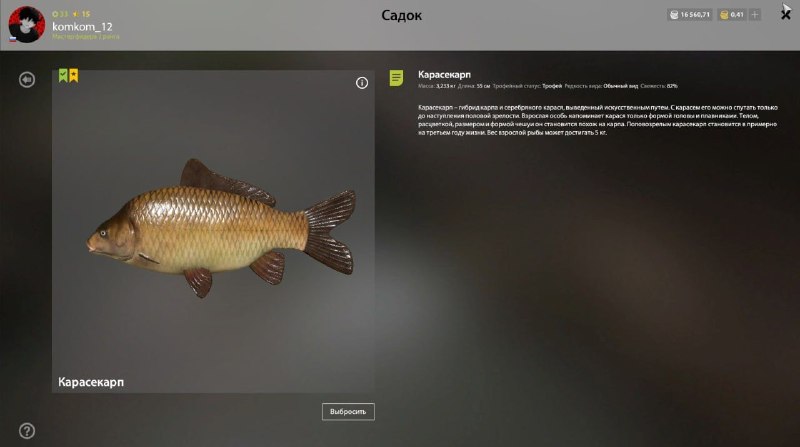 33 15
komkom_12
Мастер фидера 2 ранга
Садок
16 560,71
0,41
Карасекарп
Масса: 3,233 кг Длина: 55 см Трофейный статус: Трофей Редкость вида: Обычный вид Свежесть: 82%
Карасекарп – гибрид карпа и серебряного карася, выведенный искусственным путем. С карасем его можно спутать только
до наступления половой зрелости. Взрослая особь напоминает карася только формой головы и плавниками. Телом,
расцветкой, размером и формой чешуи он становится похож на карпа. Половозрелым карасекарп становится в примерно
на третьем году жизни. Вес взрослой рыбы может достигать 5 кг.
Карасекарп
Выбросить